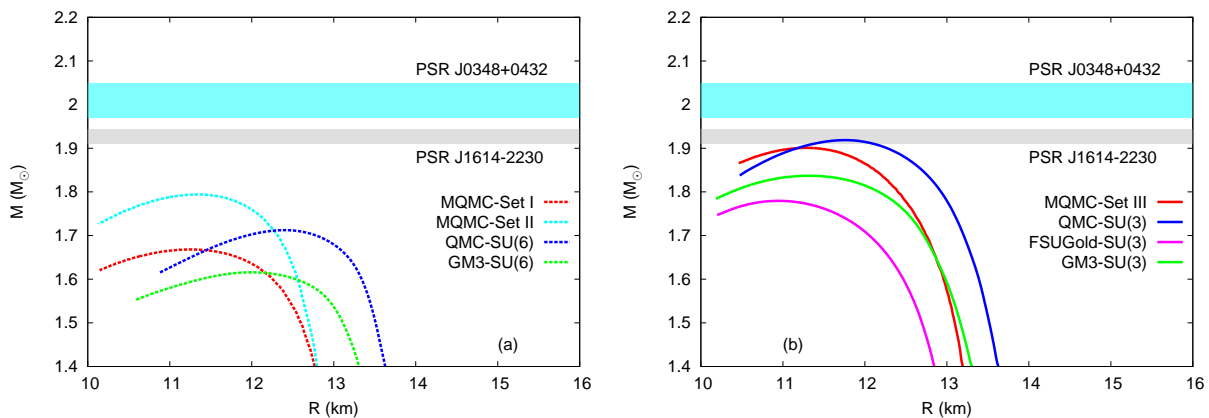 2.2
2.1
2
1.9
1.8
1.7
1.6
1.5
1.4
M (M⊙)
PSR J0348+0432
PSR J1614-2230
MQMC-Set I
MQMC-Set II
QMC-SU(6)
GM3-SU(6)
(a)
10 11 12 13 14 15 16
R (km)
2.2
2.1
2
1.9
1.8
1.7
1.6
1.5
1.4
M (M⊙)
PSR J0348+0432
PSR J1614-2230
MQMC-Set III
QMC-SU(3)
FSUGold-SU(3)
GM3-SU(3)
(b)
10 11 12 13 14 15 16
R (km)